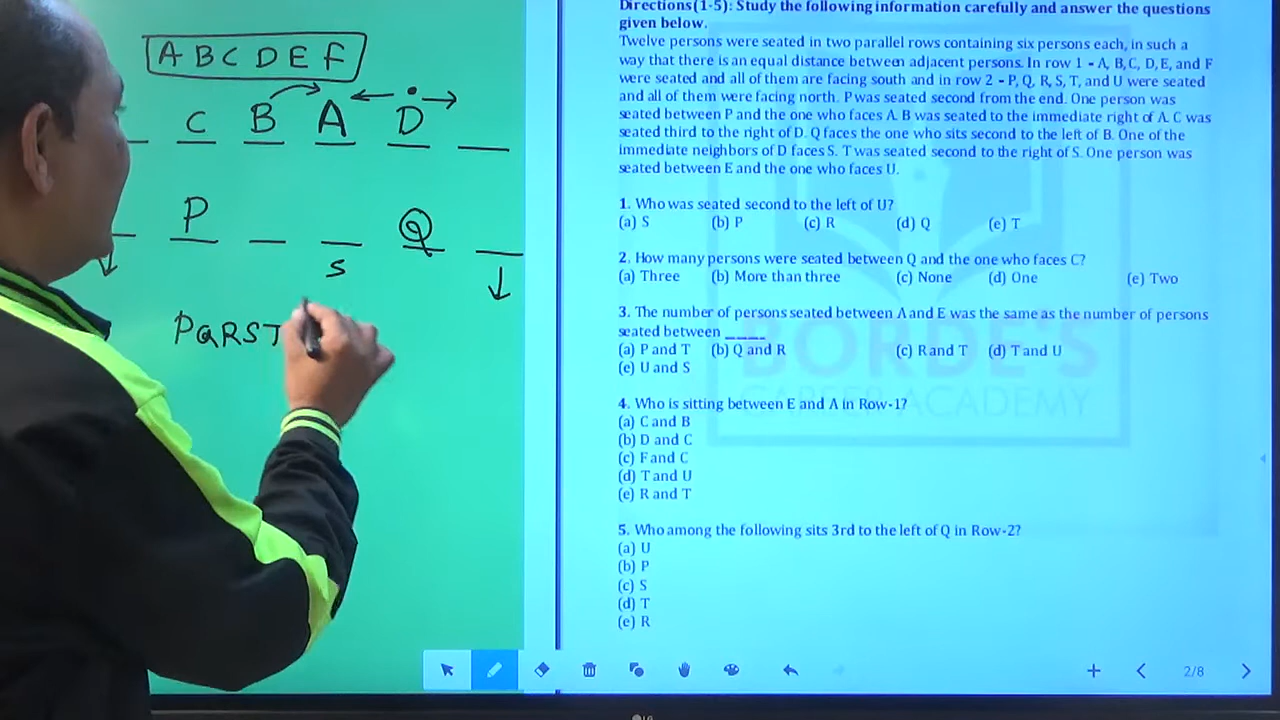 A B C D E F
C B A D
P Q
S
PQRST
Directions(1-5): Study the following information carefully and answer the questions
given below.
Twelve persons were seated in two parallel rows containing six persons each, in such a
way that there is an equal distance between adjacent persons. In row 1 - A, B, C, D, E, and F
were seated and all of them are facing south and in row 2 - P, Q, R, S, T, and U were seated
and all of them were facing north. P was seated second from the end. One person was
seated between P and the one who faces A. B was seated to the immediate right of A. C was
seated third to the right of D. Q faces the one who sits second to the left of B. One of the
immediate neighbors of D faces S. T was seated second to the right of S. One person was
seated between E and the one who faces U.
1. Who was seated second to the left of U?
(a) S (b) P (c) R (d) Q (e) T
2. How many persons were seated between Q and the one who faces C?
(a) Three (b) More than three (c) None (d) One (e) Two
3. The number of persons seated between A and E was the same as the number of persons
seated between ____
(a) P and T (b) Q and R (c) R and T (d) T and U
(e) U and S
4. Who is sitting between E and A in Row-1?
(a) C and B
(b) D and C
(c) F and C
(d) T and U
(e) R and T
5. Who among the following sits 3rd to the left of Q in Row-2?
(a) U
(b) P
(c) S
(d) T
(e) R
BORDE'S
CAREER ACADEMY
2/8